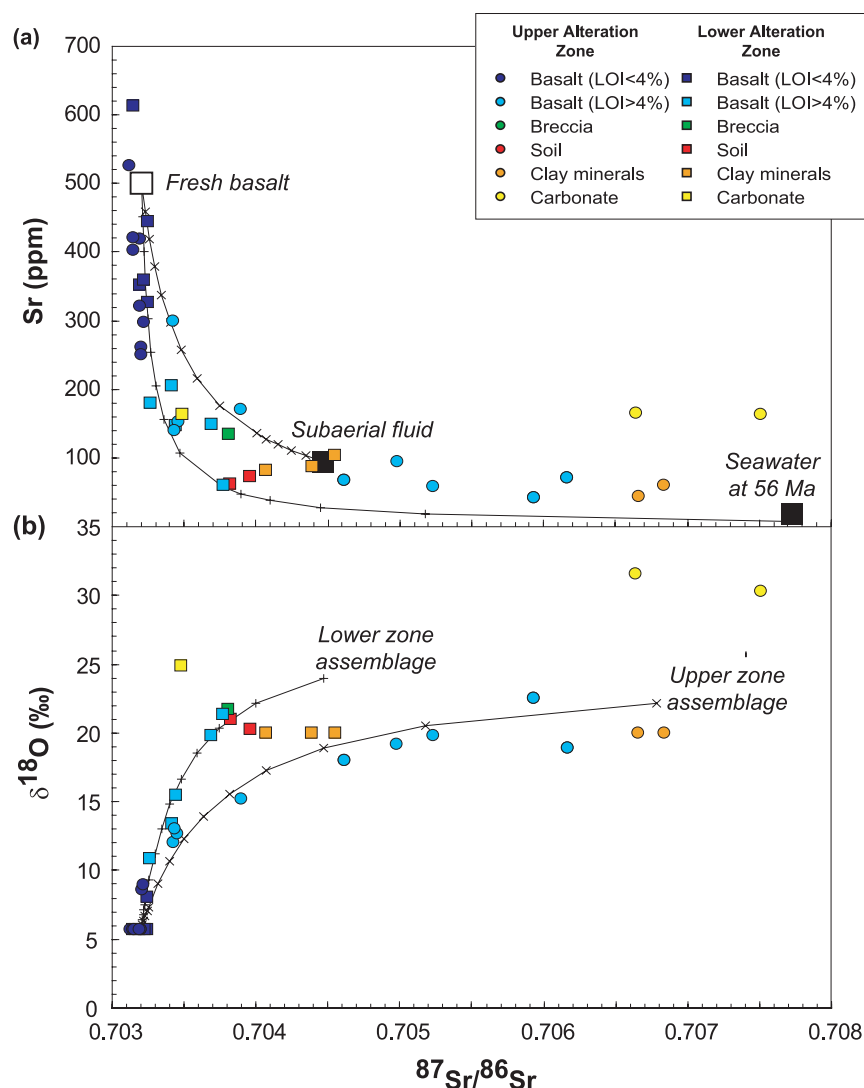 (a)
700
600
500
400
300
200
100
35
Sr (ppm)
Upper Alteration Zone
Basalt (LOI<4%)
Basalt (LOI>4%)
Breccia
Soil
Clay minerals
Carbonate
Lower Alteration Zone
Basalt (LOI<4%)
Basalt (LOI>4%)
Breccia
Soil
Clay minerals
Carbonate
Fresh basalt
Subaerial fluid
Seawater
at 56 Ma
(b)
30
25
20
15
10
5
0
δ18O (‰)
Lower zone
assemblage
Upper zone
assemblage
0.703
0.704
0.705
0.706
0.707
0.708
87Sr/86Sr